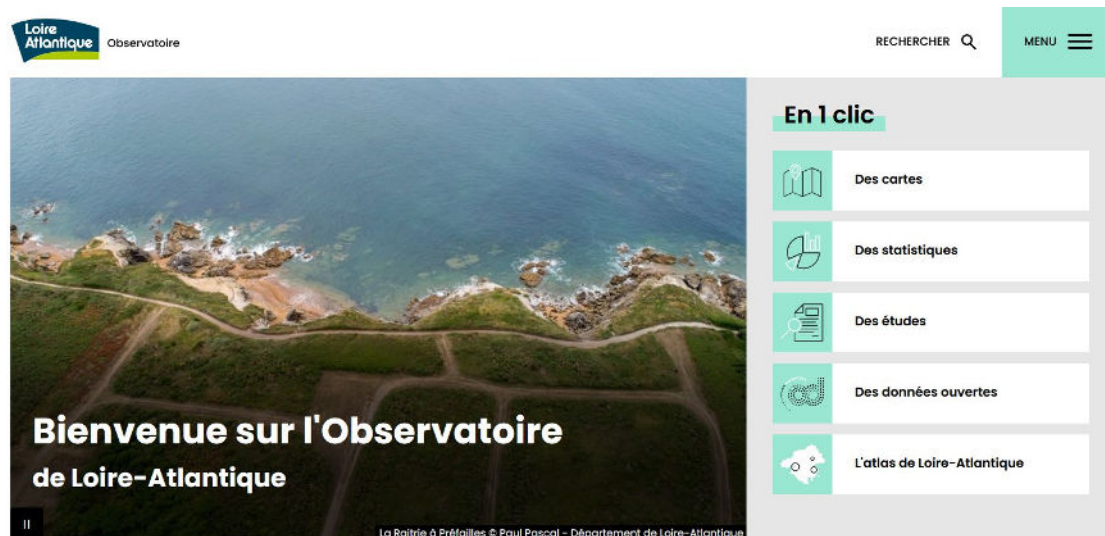 Loire
Atlantique
Observatoire
RECHERCHER
MENU
En 1 clic
Des cartes
Des statistiques
Des études
Des données ouvertes
L'atlas de Loire-Atlantique
Bienvenue sur l'Observatoire
de Loire-Atlantique
La Raitrie à Préfailles © Paul Pascal - Département de Loire-Atlantique